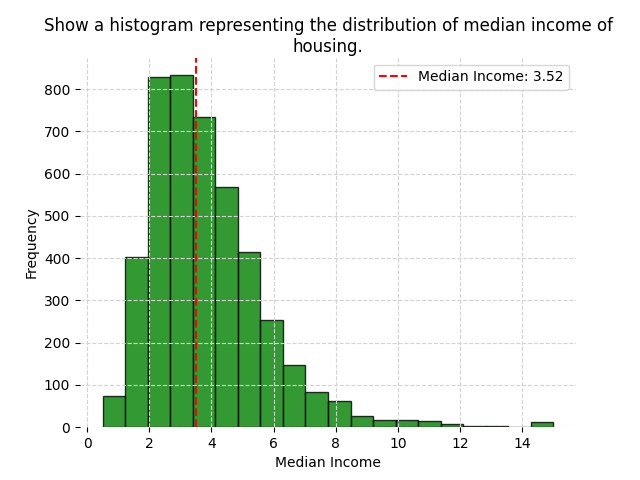 Show a histogram representing the distribution of median income of
housing.
Median Income: 3.52
800
700
600
500
400
300
200
100
0
Frequency
0 2 4 6 8 10 12 14
Median Income